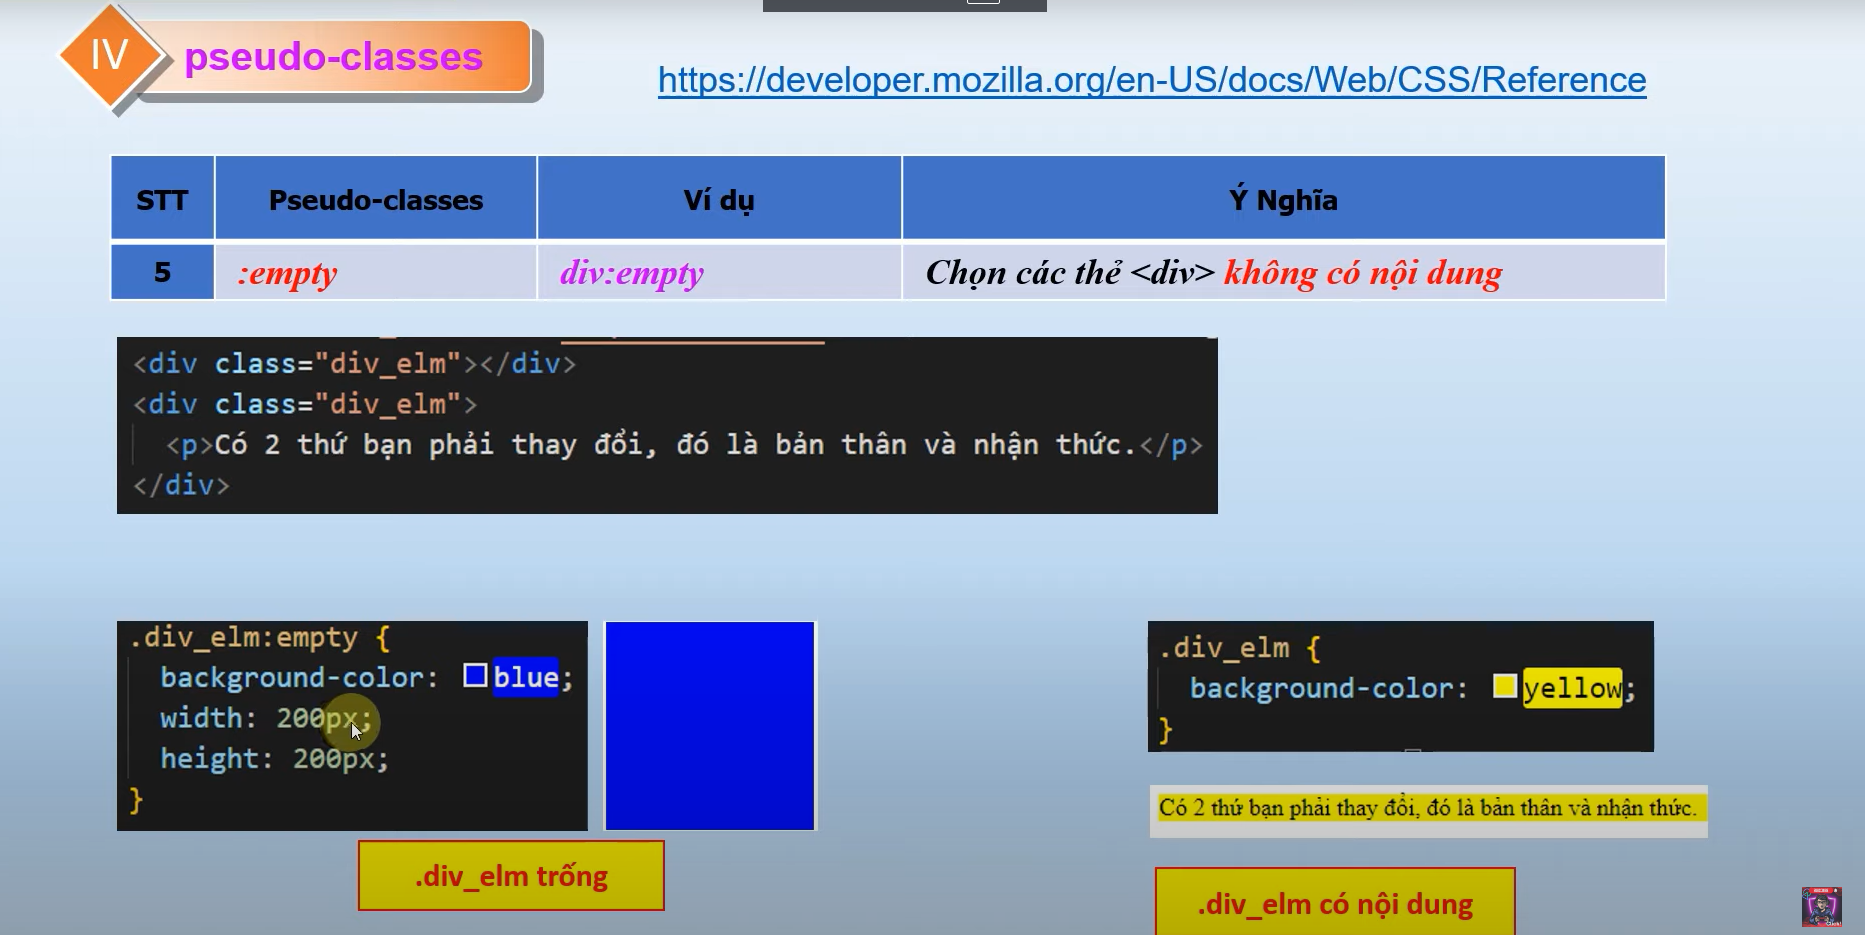 IV
pseudo-classes
https://developer.mozilla.org/en-US/docs/Web/CSS/Reference
STT Pseudo-classes Ví dụ Ý Nghĩa
5 :empty div:empty Chọn các thẻ <div> không có nội dung
<div class="div_elm"></div>
<div class="div_elm">
<p>Có 2 thứ bạn phải thay đổi, đó là bản thân và nhận thức.</p>
</div>
.div_elm:empty {
background-color: blue;
width: 200px;
height: 200px;
}
.div_elm trống
.div_elm {
background-color: yellow;
}
Có 2 thứ bạn phải thay đổi, đó là bản thân và nhận thức.
.div_elm có nội dung